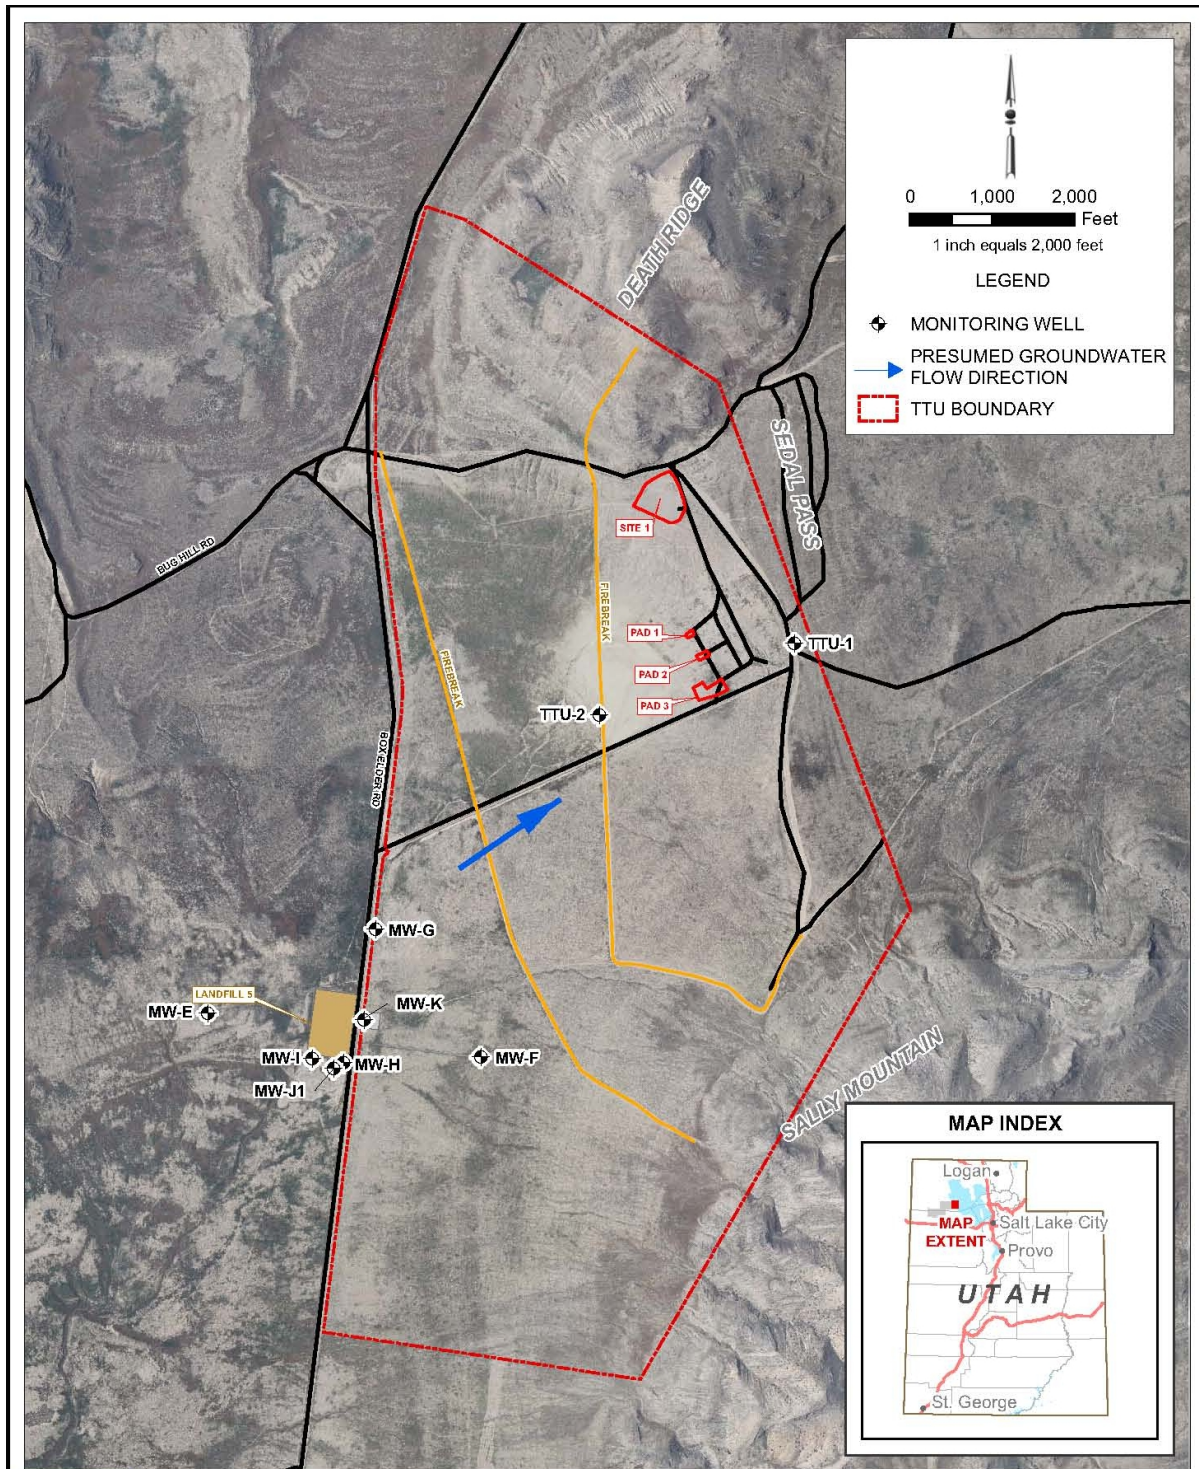 0 1,000 2,000
Feet
1 inch equals 2,000 feet
LEGEND
MONITORING WELL
PRESUMED GROUNDWATER
FLOW DIRECTION
TTU BOUNDARY
DEATH RIDGE
SEDAL PASS
SITE 1
BUG HILL RD
FIREBREAK
PAD 1
TTU-1
PAD 2
FIREBREAK
PAD 3
TTU-2
BOX ELDER RD
MW-G
LANDFILL 5
MW-E
MW-K
MW-I
MW-H
MW-F
MW-J1
SALLY MOUNTAIN
MAP INDEX
Logan
MAP
EXTENT
Salt Lake City
Provo
UTAH
St. George